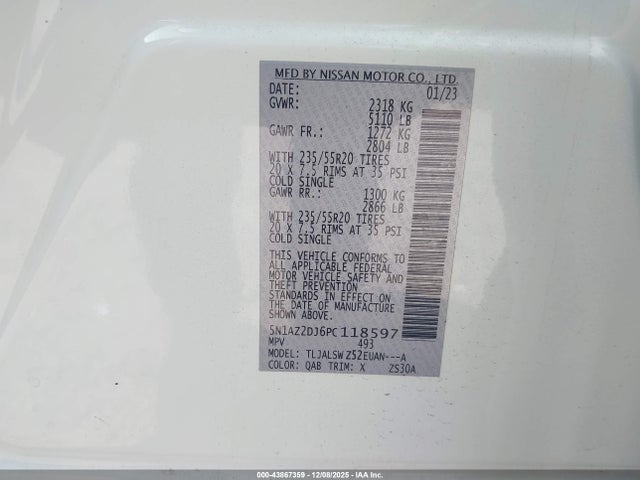 MFD BY NISSAN MOTOR CO., LTD.
DATE: 01/23
GVWR: 2318 KG
5110 LB
GAWR FR.: 1272 KG
2804 LB
WITH 235/55R20 TIRES
20 X 7.5 RIMS AT 35 PSI
COLD SINGLE
GAWR RR.: 1300 KG
2866 LB
WITH 235/55R20 TIRES
20 X 7.5 RIMS AT 35 PSI
COLD SINGLE
THIS VEHICLE CONFORMS TO
ALL APPLICABLE FEDERAL
MOTOR VEHICLE SAFETY AND
THEFT PREVENTION
STANDARDS IN EFFECT ON
THE DATE OF MANUFACTURE
SHOWN ABOVE.
5N1AZ2DJ6PC118597
MPV 493
MODEL: TLJALSW Z52EUAN---A
COLOR: QAB TRIM: X ZS30A
000-43867359 - 12/08/2025 - IAA Inc.